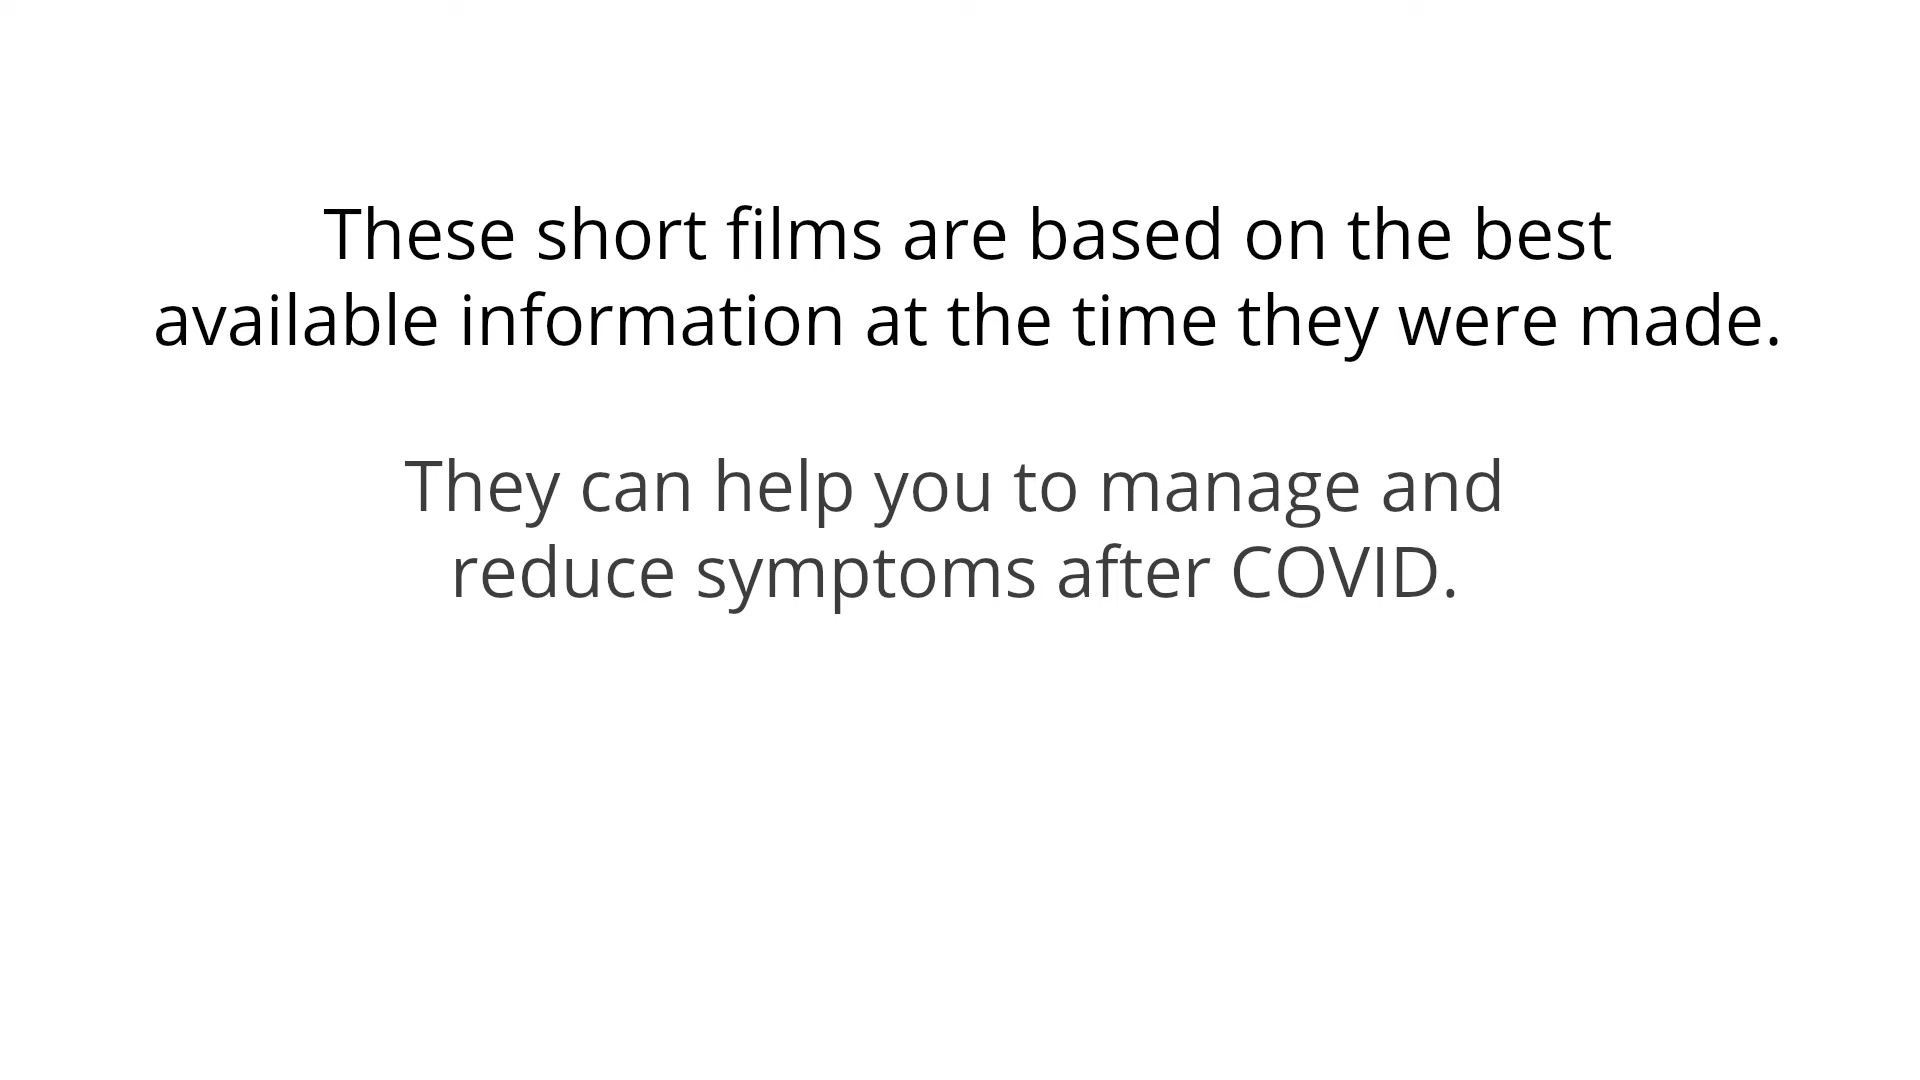 These short films are based on the best
available information at the time they were made.
They can help you to manage and
reduce symptoms after COVID.